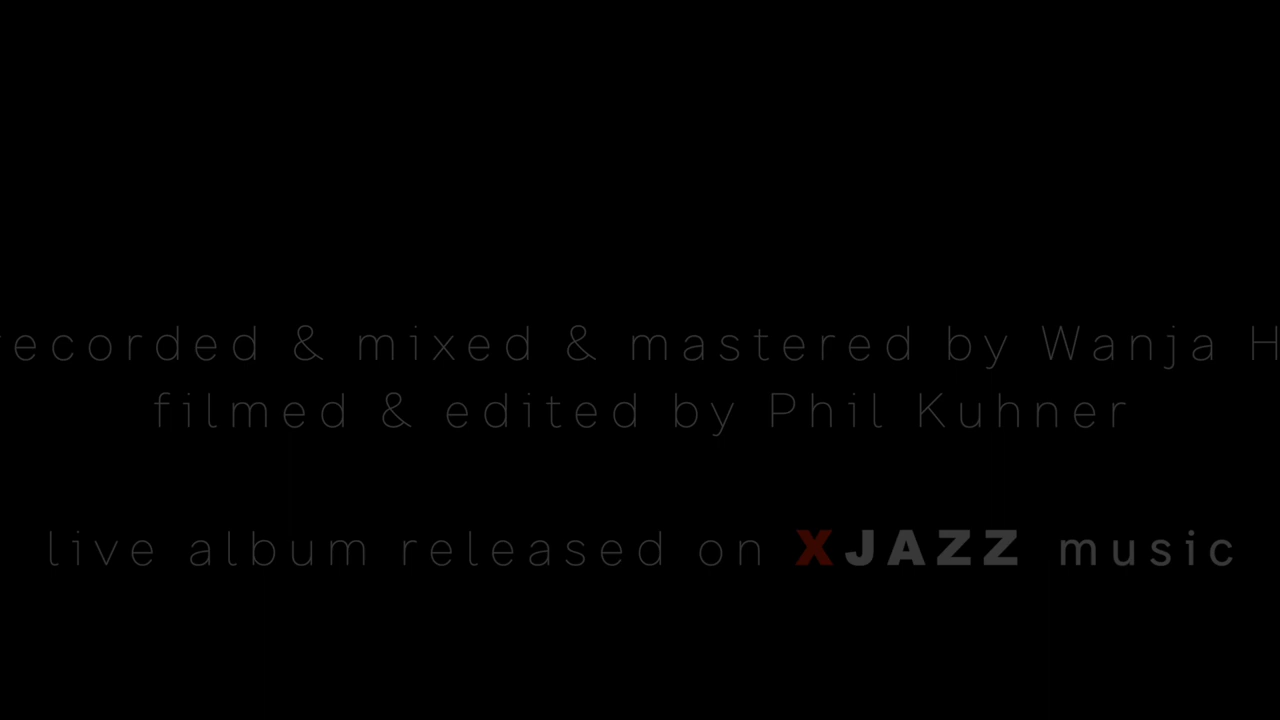 recorded & mixed & mastered by Wanja H
filmed & edited by Phil Kuhner
live album released on XJAZZ music